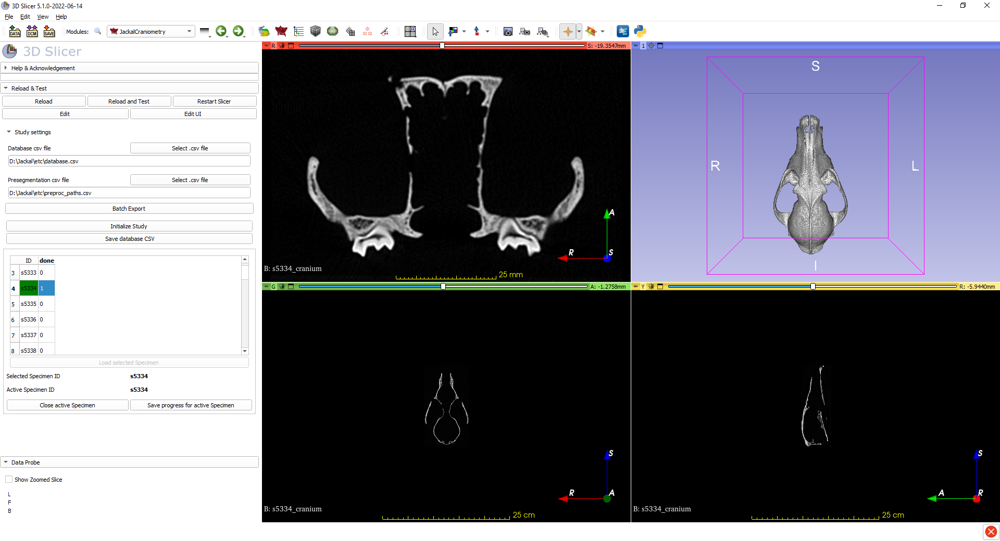 3D Slicer 5.1.0-2022-06-14
File Edit View Help
DATA DCM SAVE Modules: JackalCraniometry
3D Slicer
Help & Acknowledgement
Reload & Test
Reload Reload and Test Restart Slicer
Edit Edit UI
Study settings
Database csv file Select .csv file
D:\Jackal\etc\database.csv
Presegmentation csv file Select .csv file
D:\Jackal\etc\preproc_paths.csv
Batch Export
Initialize Study
Save database CSV
ID done
3 s5333 0
4 s5334 1
5 s5335 0
6 s5336 0
7 s5337 0
8 s5338 0
Load selected Specimen
Selected Specimen ID s5334
Active Specimen ID s5334
Close active Specimen Save progress for active Specimen
Data Probe
Show Zoomed Slice
L
F
B
R S: -19.3547mm
A
R S
B: s5334_cranium
25 mm
1
S
R L
I
G A: -1.2758mm
S
R A
B: s5334_cranium
25 cm
Y R: -5.9440mm
S
A R
B: s5334_cranium
25 cm